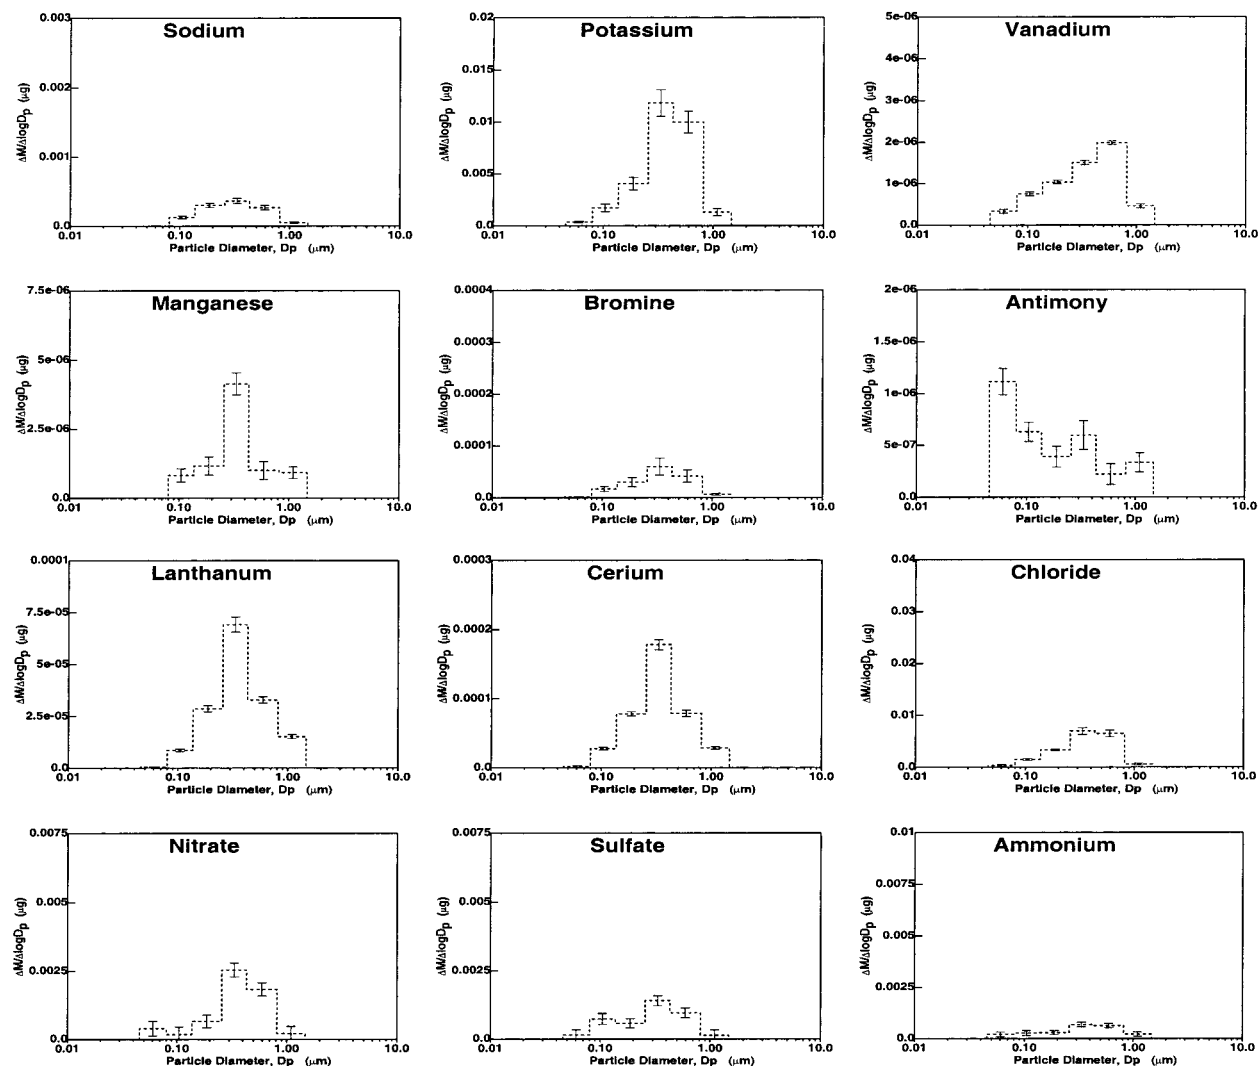 Sodium
0.003
0.002
0.001
0.0
0.01
0.10
1.00
10.0
ΔM/ΔlogDp (μg)
Particle Diameter, Dp (μm)
Potassium
0.02
0.015
0.01
0.005
0.0
0.01
0.10
1.00
10.0
ΔM/ΔlogDp (μg)
Particle Diameter, Dp (μm)
Vanadium
5e-06
4e-06
3e-06
2e-06
1e-06
0.0
0.01
0.10
1.00
10.0
ΔM/ΔlogDp (μg)
Particle Diameter, Dp (μm)
Manganese
7.5e-06
5e-06
2.5e-06
0.0
0.01
0.10
1.00
10.0
ΔM/ΔlogDp (μg)
Particle Diameter, Dp (μm)
Bromine
0.0004
0.0003
0.0002
0.0001
0.0
0.01
0.10
1.00
10.0
ΔM/ΔlogDp (μg)
Particle Diameter, Dp (μm)
Antimony
2e-06
1.5e-06
1e-06
5e-07
0.0
0.01
0.10
1.00
10.0
ΔM/ΔlogDp (μg)
Particle Diameter, Dp (μm)
Lanthanum
0.0001
7.5e-05
5e-05
2.5e-05
0.0
0.01
0.10
1.00
10.0
ΔM/ΔlogDp (μg)
Particle Diameter, Dp (μm)
Cerium
0.0003
0.0002
0.0001
0.0
0.01
0.10
1.00
10.0
ΔM/ΔlogDp (μg)
Particle Diameter, Dp (μm)
Chloride
0.04
0.03
0.02
0.01
0.0
0.01
0.10
1.00
10.0
ΔM/ΔlogDp (μg)
Particle Diameter, Dp (μm)
Nitrate
0.0075
0.005
0.0025
0.0
0.01
0.10
1.00
10.0
ΔM/ΔlogDp (μg)
Particle Diameter, Dp (μm)
Sulfate
0.0075
0.005
0.0025
0.0
0.01
0.10
1.00
10.0
ΔM/ΔlogDp (μg)
Particle Diameter, Dp (μm)
Ammonium
0.01
0.0075
0.005
0.0025
0.0
0.01
0.10
1.00
10.0
ΔM/ΔlogDp (μg)
Particle Diameter, Dp (μm)